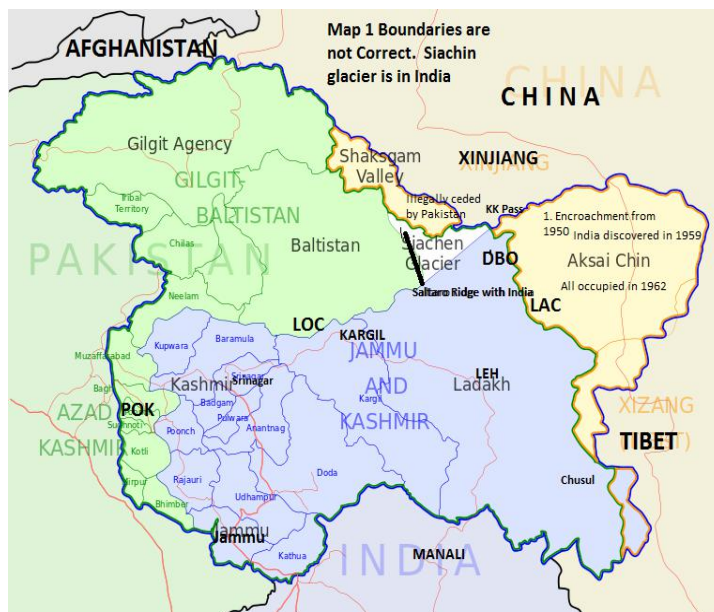 AFGHANISTAN
Map 1 Boundaries are
not Correct. Siachin
glacier is in India
CHINA
CHINA
Gilgit Agency
GILGIT-
BALTISTAN
Shaksgam
Valley
XINJIANG
XINJIANG
Illegally ceded
by Pakistan
KK Pass
1. Encroachment from
1950 India discovered in 1959
Aksai Chin
All occupied in 1962
Tribal
Territory
Chilas
Baltistan
Siachen
Glacier
DBO
PAKISTAN
Neelam
Saltaro Ridge with India
LAC
LOC
KARGIL
Kupwara
Baramula
JAMMU
AND
KASHMIR
Muzaffarabad
Kashmir
Srinagar
Srinagar
LEH
Ladakh
Kargil
Bagh
Badgam
Pulwara
POK
AZAD
KASHMIR
Poonch
Anantnag
XIZANG
TIBET
Kotli
Mirpur
Rajauri
Doda
Chusul
Bhimber
Udhampur
Jammu
Jammu
Kathua
INDIA
MANALI